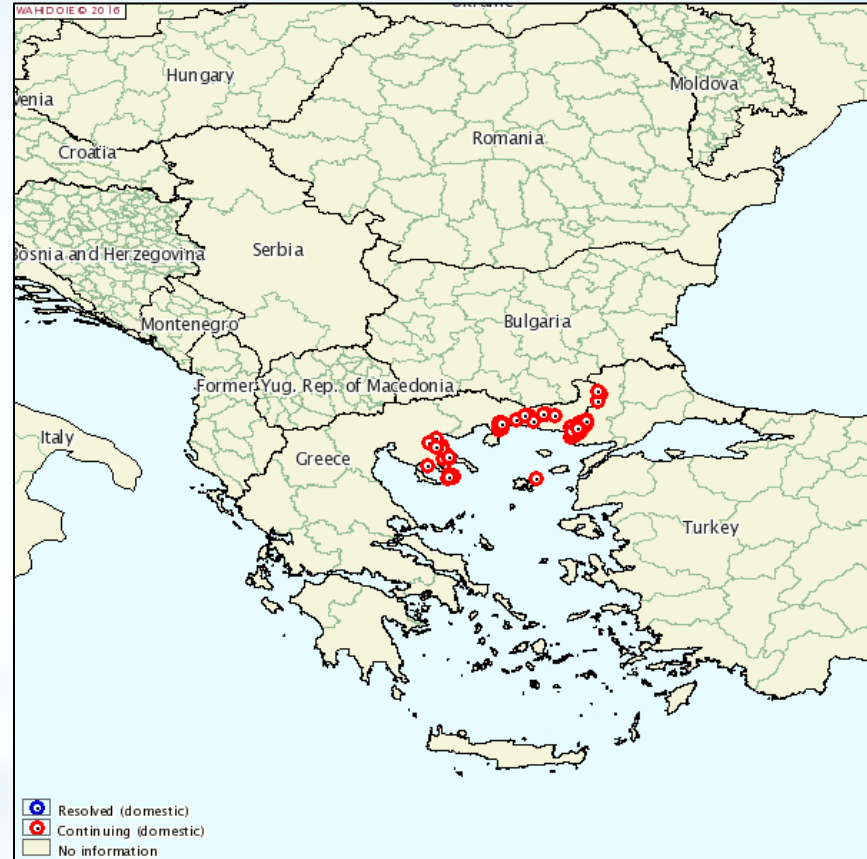 WAHID OIE © 2016
Ukraine
Hungary
Moldova
venia
Romania
Croatia
Bosnia and Herzegovina
Serbia
Montenegro
Bulgaria
Former Yug. Rep. of Macedonia
Italy
Greece
Turkey
Resolved (domestic)
Continuing (domestic)
No information